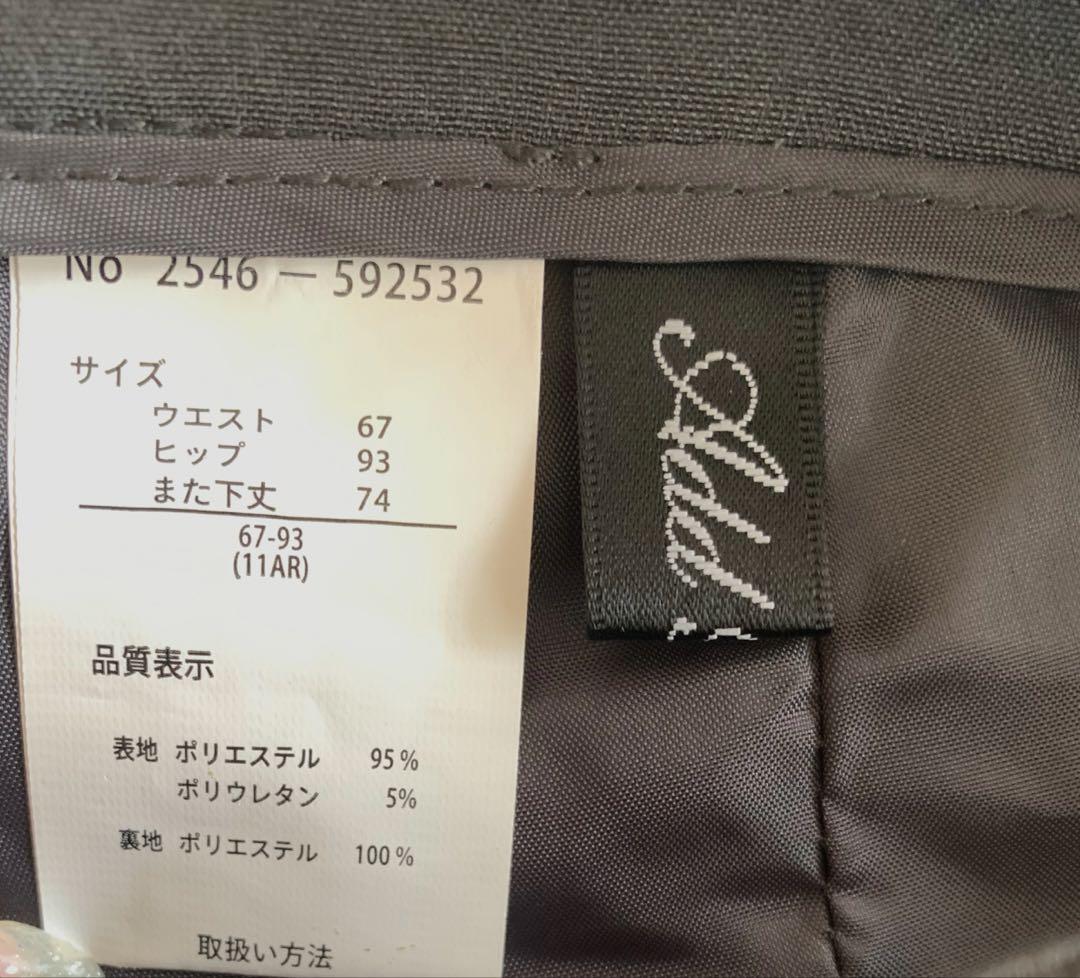 No 2546 — 592532
サイズ
ウエスト 67
ヒップ 93
また下丈 74
67-93
(11AR)
品質表示
表地 ポリエステル 95%
ポリウレタン 5%
裏地 ポリエステル 100%
取扱い方法